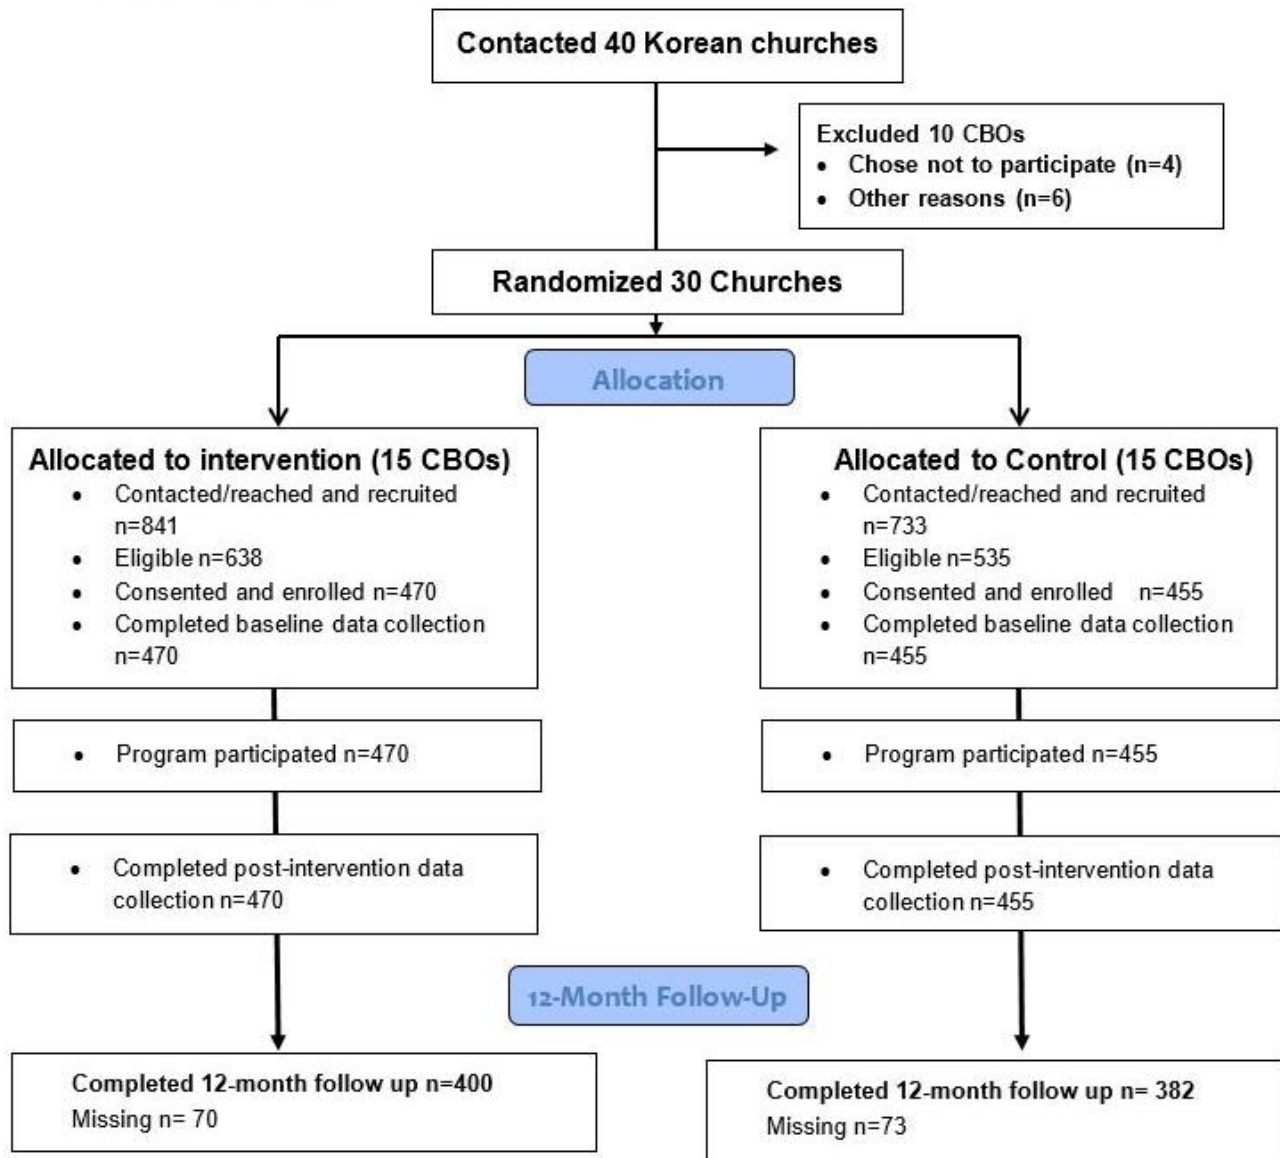 Contacted 40 Korean churches
Excluded 10 CBOs
• Chose not to participate (n=4)
• Other reasons (n=6)
Randomized 30 Churches
Allocation
Allocated to intervention (15 CBOs)
• Contacted/reached and recruited
n=841
• Eligible n=638
• Consented and enrolled n=470
• Completed baseline data collection
n=470
Allocated to Control (15 CBOs)
• Contacted/reached and recruited
n=733
• Eligible n=535
• Consented and enrolled n=455
• Completed baseline data collection
n=455
• Program participated n=470
• Program participated n=455
• Completed post-intervention data
collection n=470
• Completed post-intervention data
collection n=455
12-Month Follow-Up
Completed 12-month follow up n=400
Missing n= 70
Completed 12-month follow up n= 382
Missing n=73